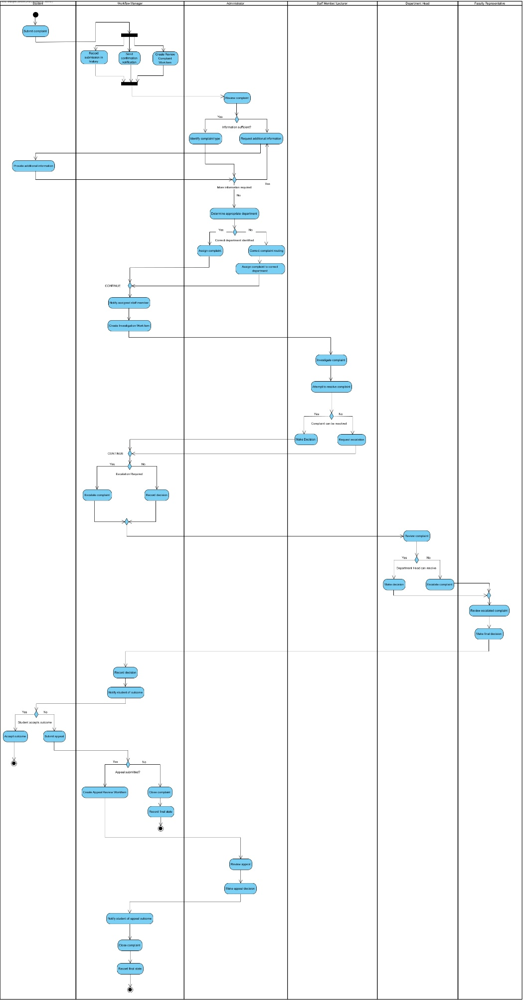 Student
Workflow Manager
Administrator
Staff Member/ Lecturer
Department Head
Faculty Representative
Submit complaint
Record
submission in
history
Send
confirmation
notification
Create Review
Complaint
WorkItem
Review complaint
Yes
Information sufficient?
Identify complaint type
Request additional information
Provide additional information
More information required
Yes
No
Determine appropriate department
Yes
No
Correct department identified
Assign complaint
Correct complaint routing
Assign complaint to correct
department
CONTINUE
Notify assigned staff member
Create Investigation WorkItem
Investigate complaint
Attempt to resolve complaint
Yes
No
Complaint can be resolved
Make Decision
Request escalation
CONTINUE
Yes
No
Escalation Required
Escalate complaint
Record decision
Review complaint
Yes
No
Department Head can resolve
Make decision
Escalate complaint
Review escalated complaint
Make final decision
Record decision
Notify student of outcome
Yes
No
Student accepts outcome
Accept outcome
Submit appeal
Yes
No
Appeal submitted?
Create Appeal Review WorkItem
Close complaint
Record final state
Review appeal
Make appeal decision
Notify student of appeal outcome
Close complaint
Record final state